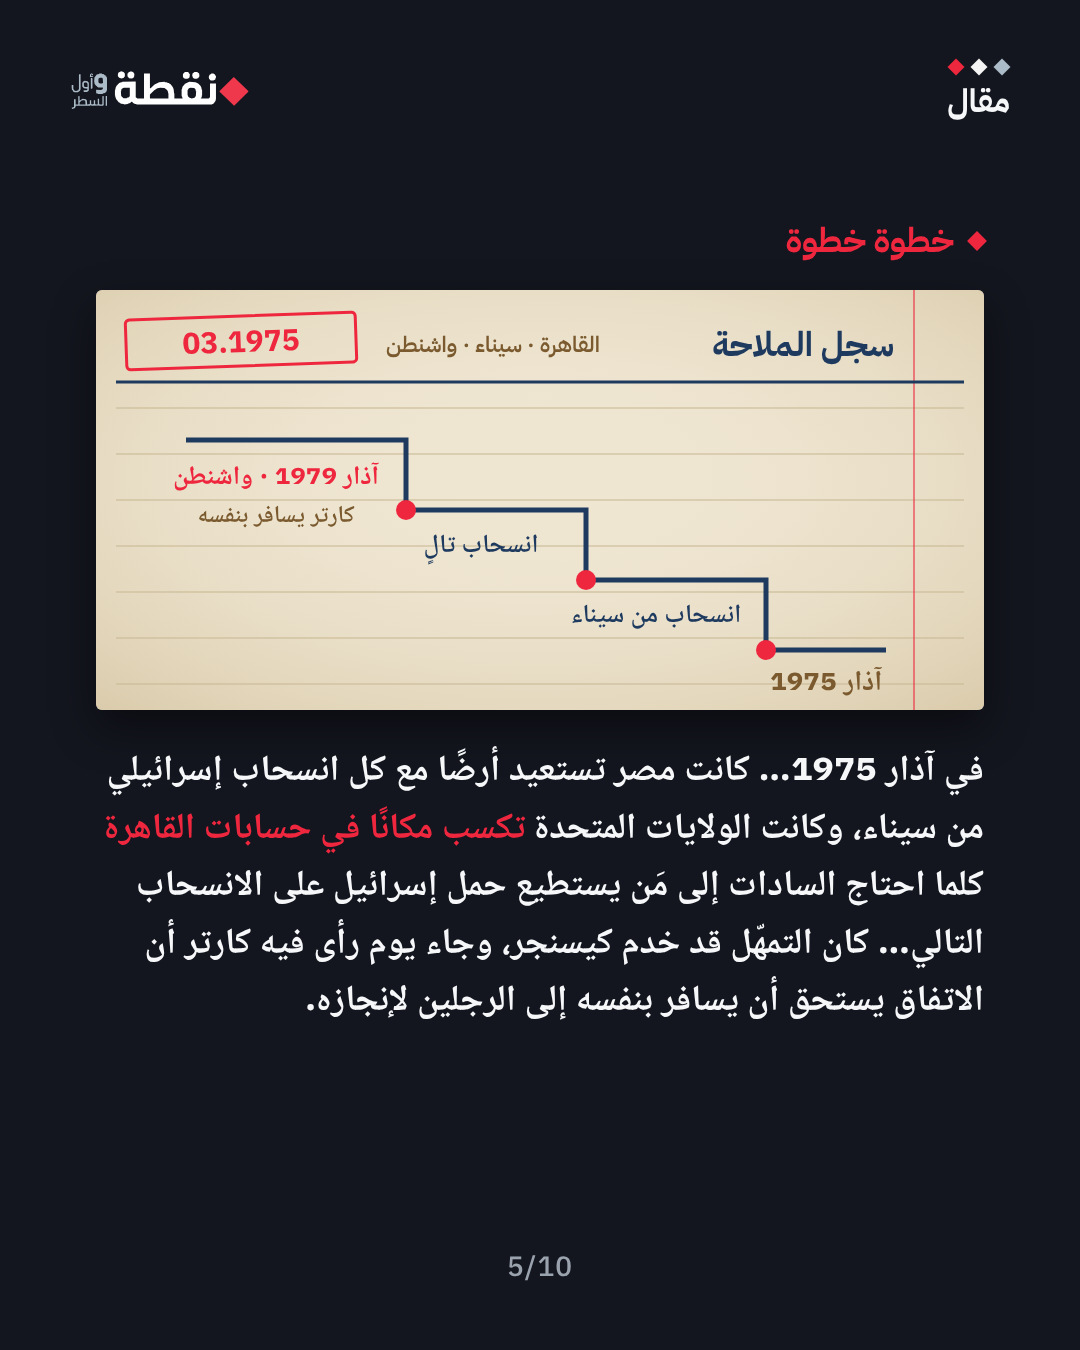 مقال
نقطة
وأول
السطر
خطوة خطوة
سجل الملاحة
القاهرة · سيناء · واشنطن
03.1975
آذار 1979 · واشنطن
كارتر يسافر بنفسه
انسحاب تالٍ
انسحاب من سيناء
آذار 1975
في آذار 1975... كانت مصر تستعيد أرضًا مع كل انسحاب إسرائيلي
من سيناء، وكانت الولايات المتحدة تكسب مكانًا في حسابات القاهرة
كلما احتاج السادات إلى مَن يستطيع حمل إسرائيل على الانسحاب
التالي... كان التمهّل قد خدم كيسنجر، وجاء يوم رأى فيه كارتر أن
الاتفاق يستحق أن يسافر بنفسه إلى الرجلين لإنجازه.
5/10